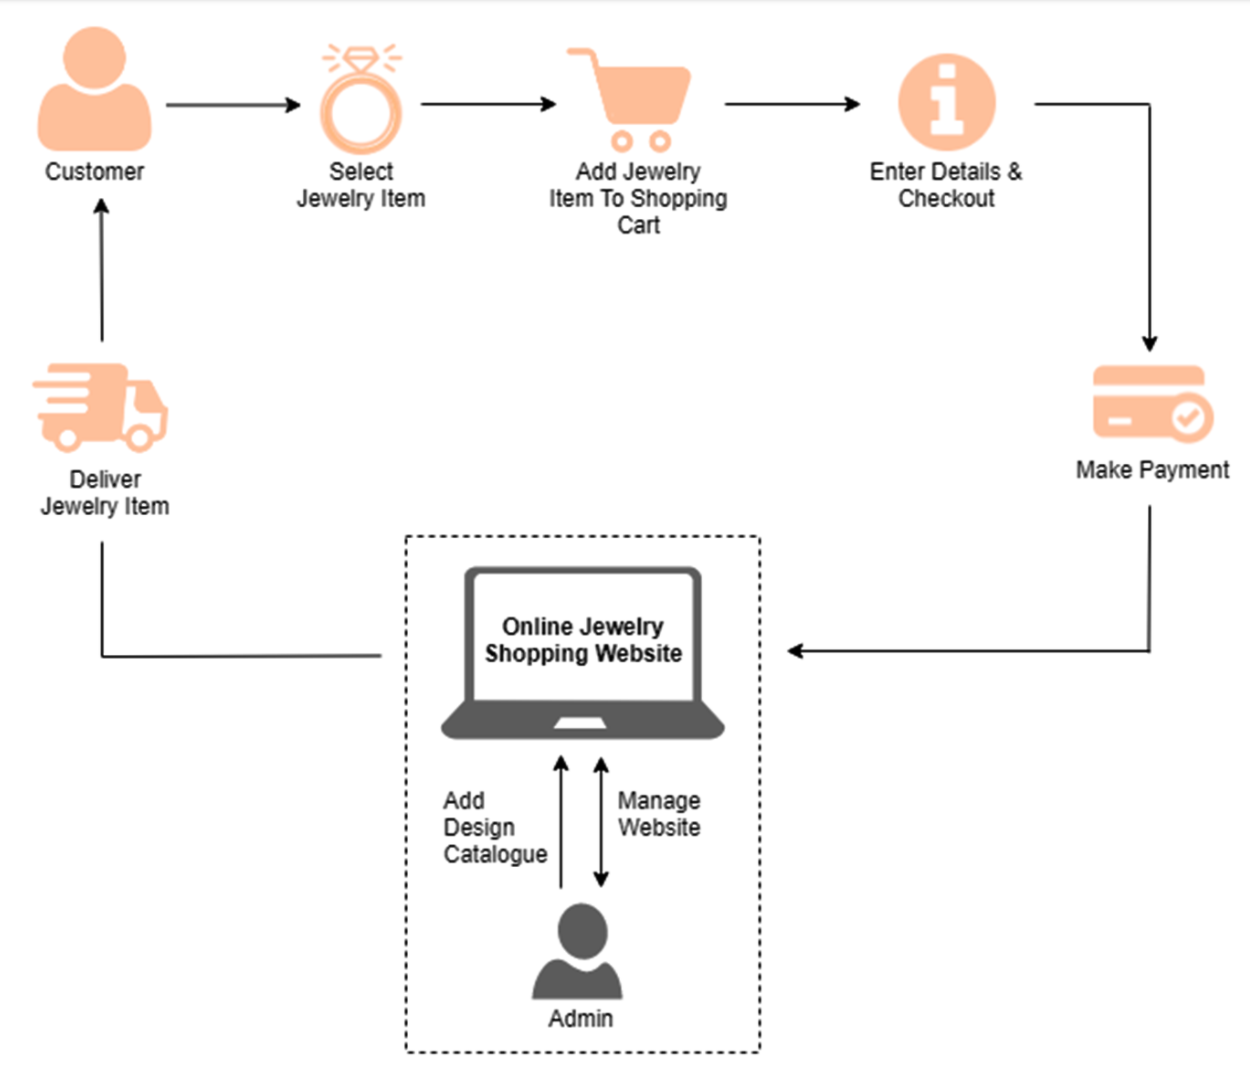 Customer
Select
Jewelry Item
Add Jewelry
Item To Shopping
Cart
Enter Details &
Checkout
Make Payment
Deliver
Jewelry Item
Online Jewelry
Shopping Website
Add
Design
Catalogue
Manage
Website
Admin